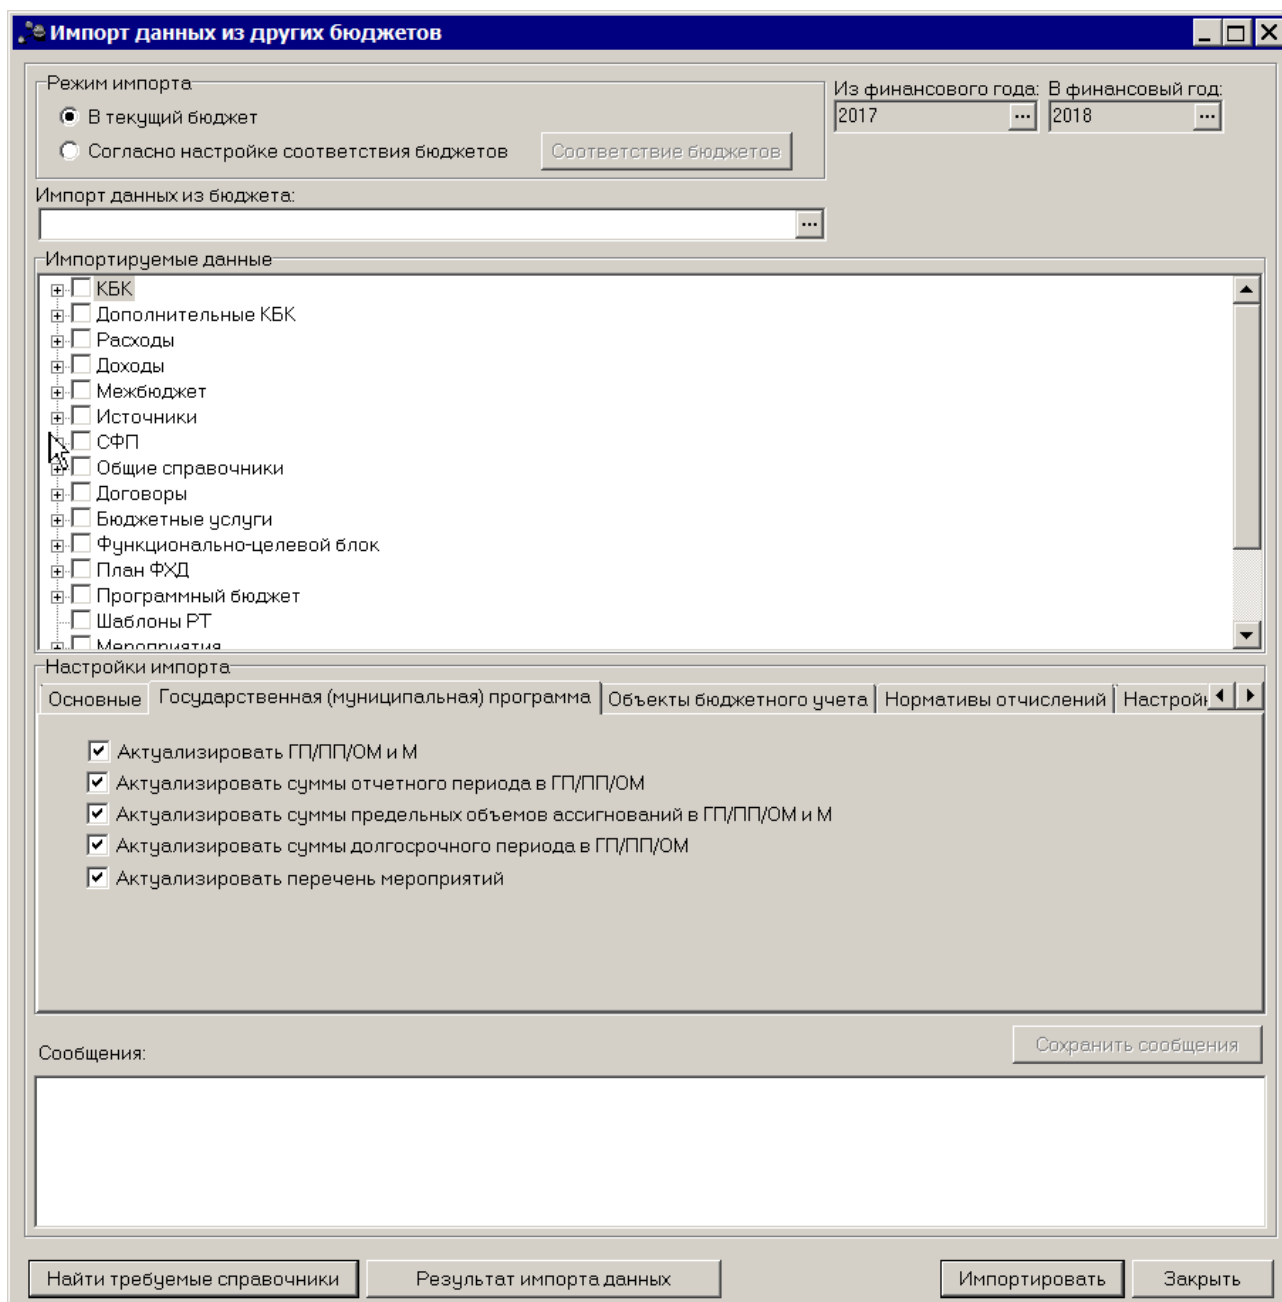 Импорт данных из других бюджетов
Режим импорта
В текущий бюджет
Согласно настройке соответствия бюджетов
Соответствие бюджетов
Из финансового года: В финансовый год:
2017 ... 2018 ...
Импорт данных из бюджета:
...
Импортируемые данные
КБК
Дополнительные КБК
Расходы
Доходы
Межбюджет
Источники
СФП
Общие справочники
Договоры
Бюджетные услуги
Функционально-целевой блок
План ФХД
Программный бюджет
Шаблоны РТ
Мероприятия
Настройки импорта
Основные Государственная (муниципальная) программа Объекты бюджетного учета Нормативы отчислений
Актуализировать ГП/ПП/ОМ и М
Актуализировать суммы отчетного периода в ГП/ПП/ОМ
Актуализировать суммы предельных объемов ассигнований в ГП/ПП/ОМ и М
Актуализировать суммы долгосрочного периода в ГП/ПП/ОМ
Актуализировать перечень мероприятий
Сообщения:
Сохранить сообщения
Найти требуемые справочники Результат импорта данных Импортировать Закрыть